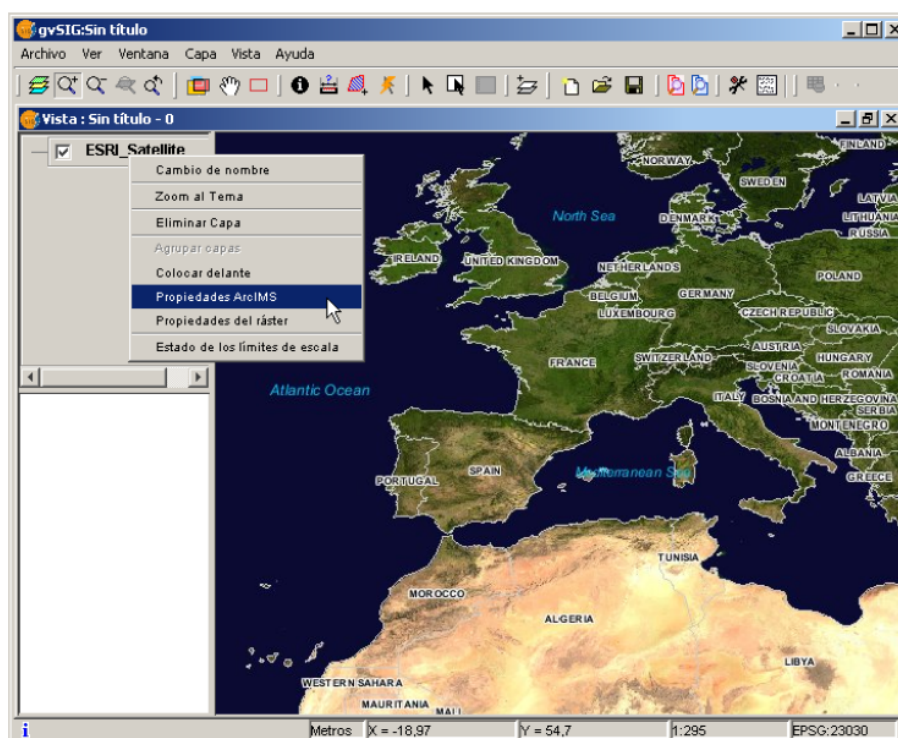 gvSIG:Sin título
Archivo Ver Ventana Capa Vista Ayuda
Vista : Sin título - 0
ESRI_Satellite
Cambio de nombre
Zoom al Tema
Eliminar Capa
Agrupar capas
Colocar delante
Propiedades ArcIMS
Propiedades del ráster
Estado de los límites de escala
FINLAND
NORWAY
SWEDEN
LATVIA
LITHUANIA
RUSSIA
North Sea
DENMARK
IRELAND
UNITED KINGDOM
NETHERLANDS
POLAND
BELGIUM
GERMANY
LUXEMBOURG
CZECH REPUBLIC
SLOVAKIA
AUSTRIA
FRANCE
SWITZERLAND
HUNGARY
SLOVENIA
CROATIA
ROMANIA
Atlantic Ocean
ITALY
BOSNIA AND HERZEGOVINA
SERBIA
MONTENEGRO
ALBANIA
GREECE
SPAIN
Mediterranean Sea
PORTUGAL
TUNISIA
MOROCCO
ALGERIA
LIBYA
WESTERN SAHARA
MAURITANIA
MALI
Metros X = -18,97 Y = 54,7 1:295 EPSG:23030